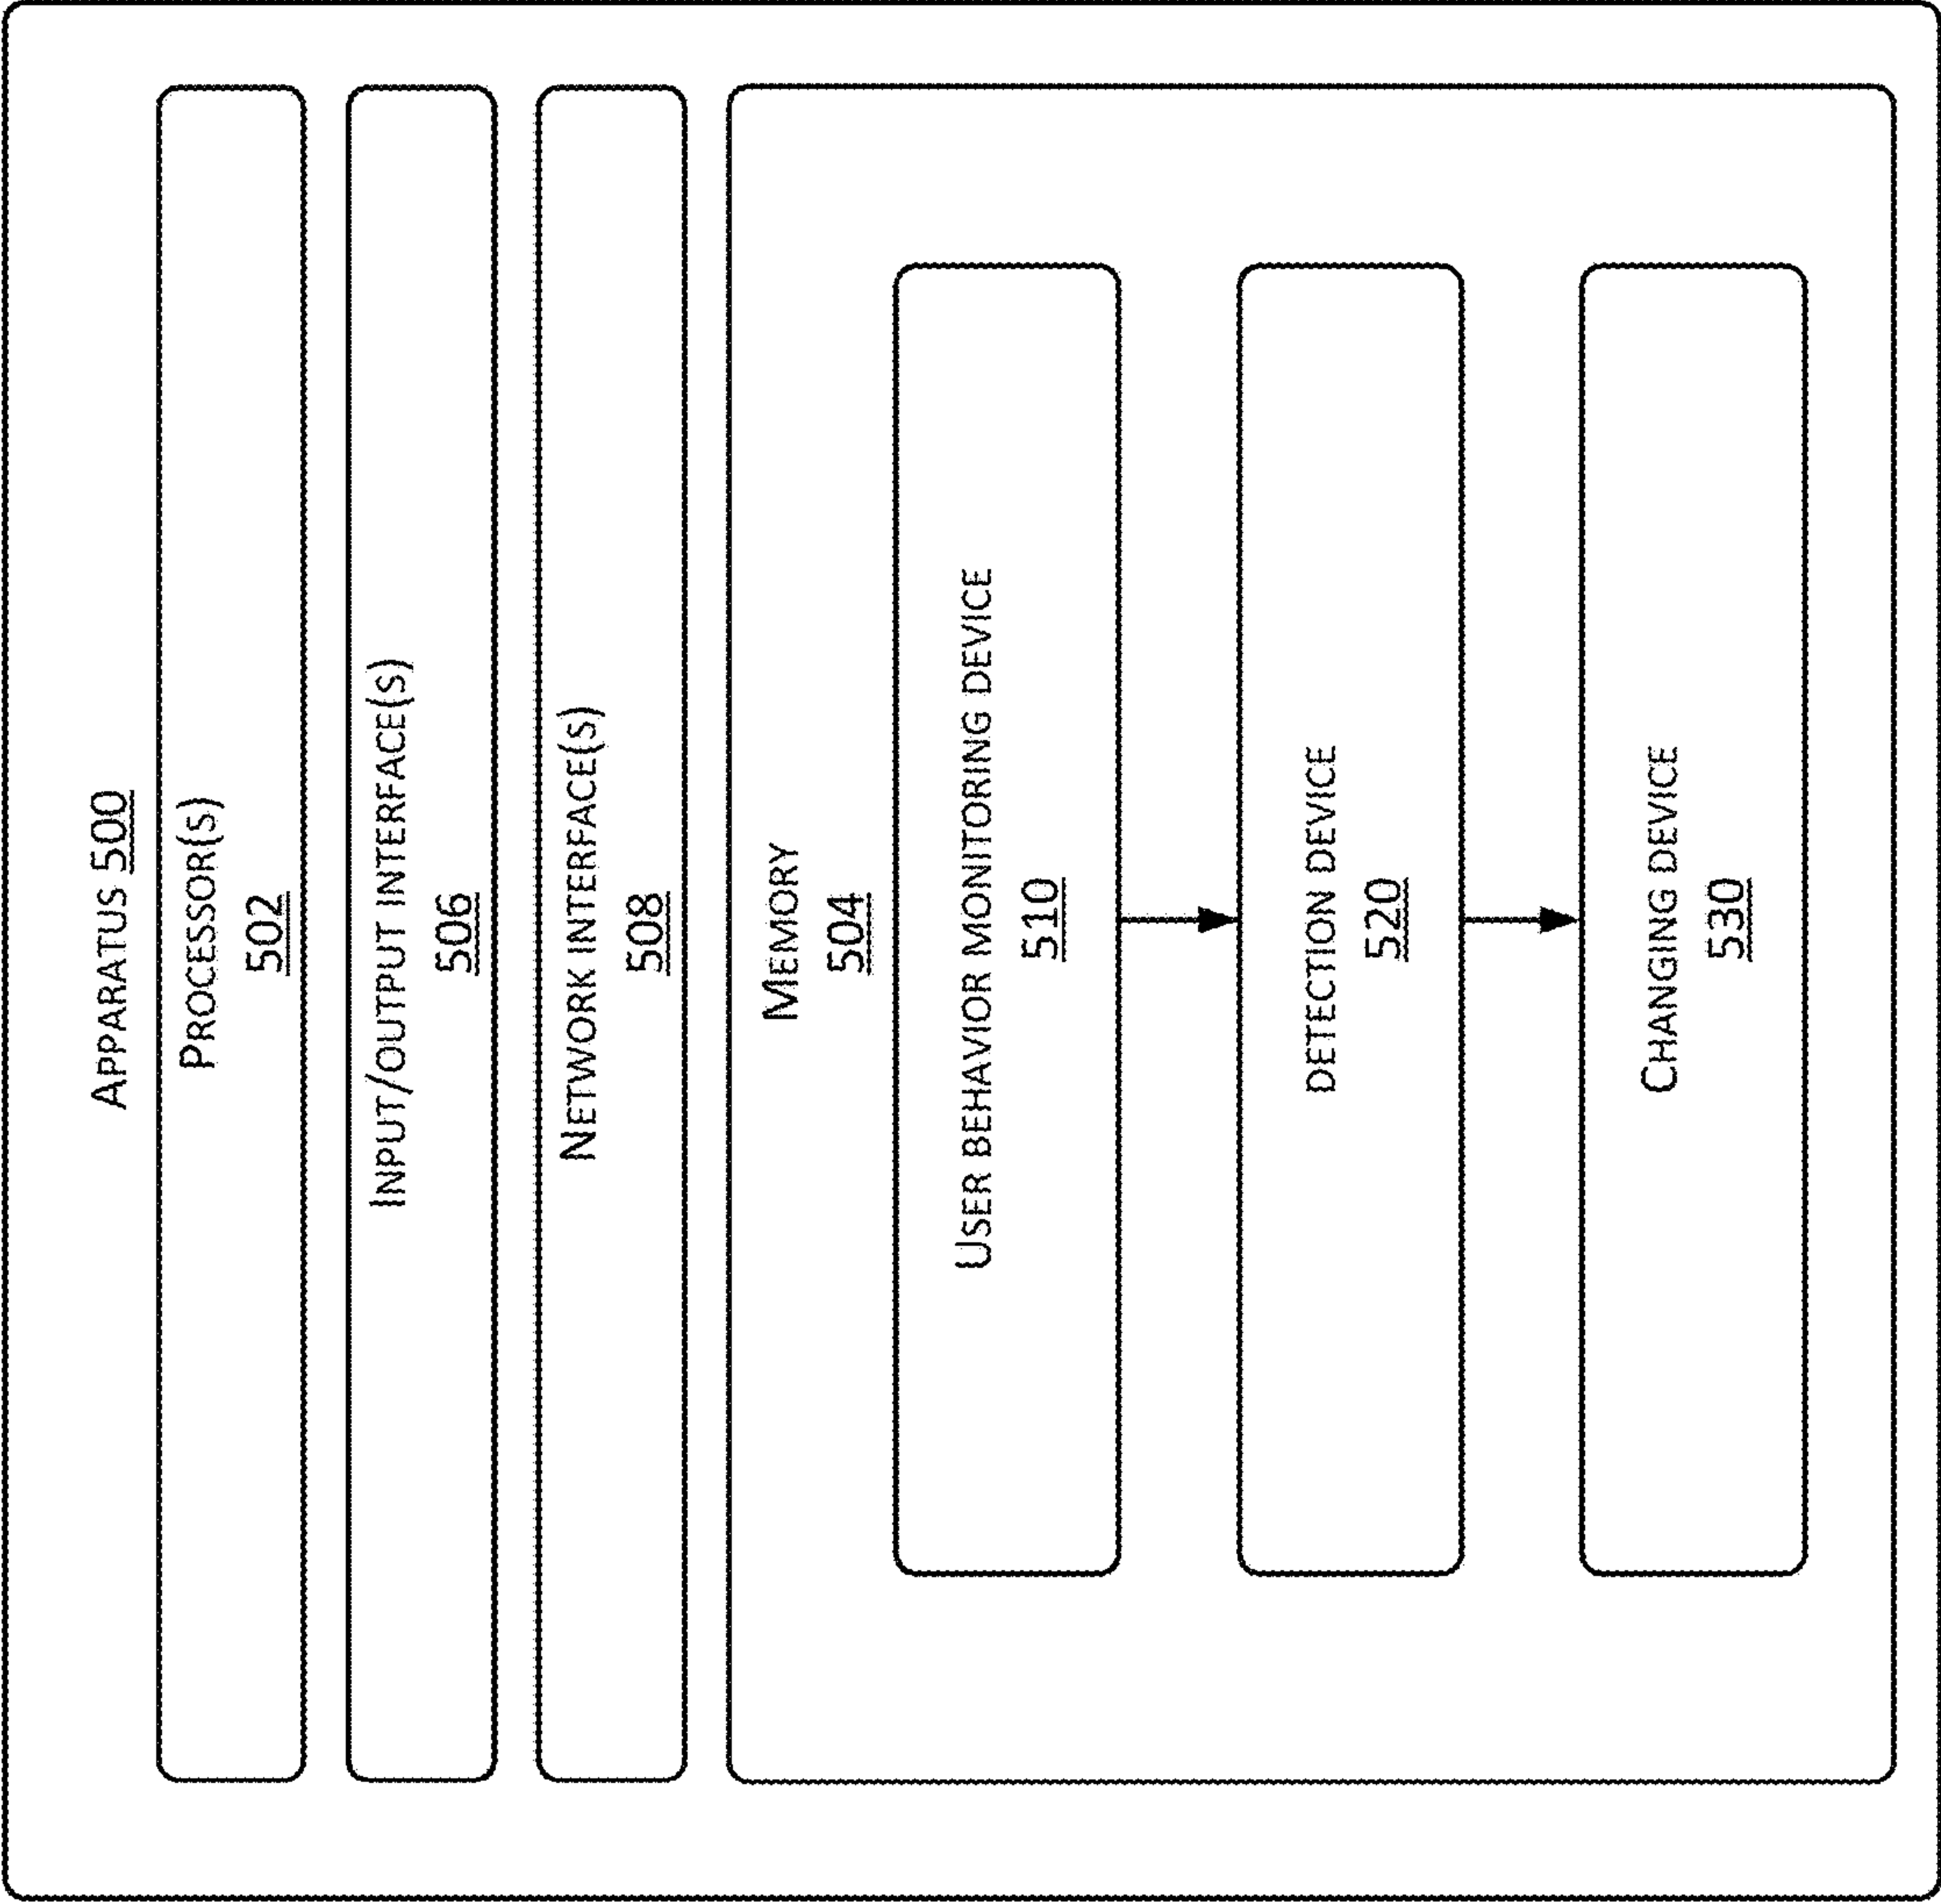 Apparatus 500
Processor(s)
502
Input/output interface(s)
506
Network interface(s)
508
Memory
504
User behavior monitoring device
510
detection device
520
Changing device
530